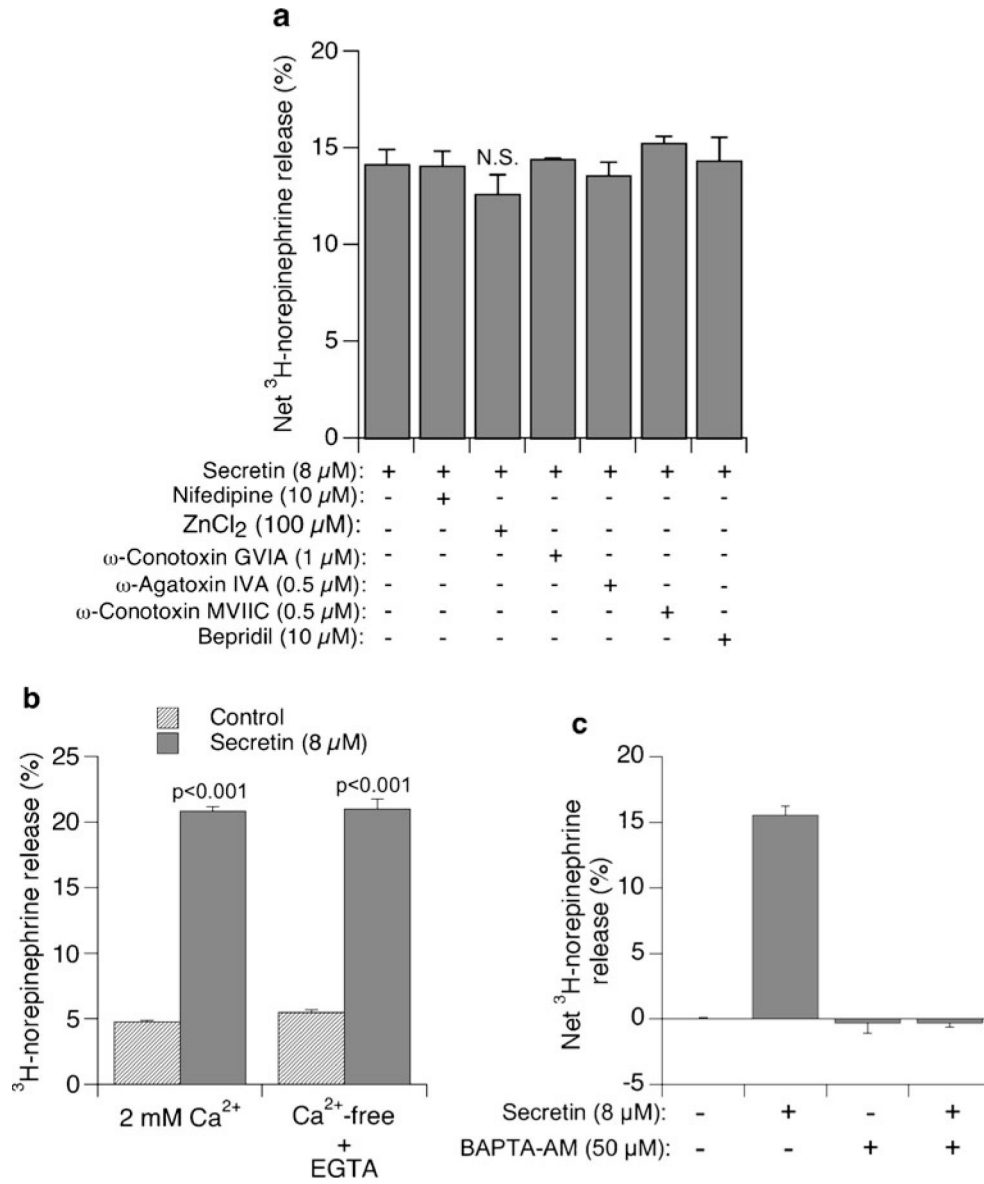 a
Net ³H-norepinephrine release (%)
20
15
10
5
0
N.S.
Secretin (8 µM): + + + + + + +
Nifedipine (10 µM): - + - - - - -
ZnCl₂ (100 µM): - - + - - - -
ω-Conotoxin GVIA (1 µM): - - - + - - -
ω-Agatoxin IVA (0.5 µM): - - - - + - -
ω-Conotoxin MVIIC (0.5 µM): - - - - - + -
Bepridil (10 µM): - - - - - - +
b
Control
Secretin (8 µM)
³H-norepinephrine release (%)
25
20
15
10
5
0
p<0.001
p<0.001
2 mM Ca²⁺
Ca²⁺-free
+
EGTA
c
Net ³H-norepinephrine
release (%)
20
15
10
5
0
-5
Secretin (8 µM): - + - +
BAPTA-AM (50 µM): - - + +